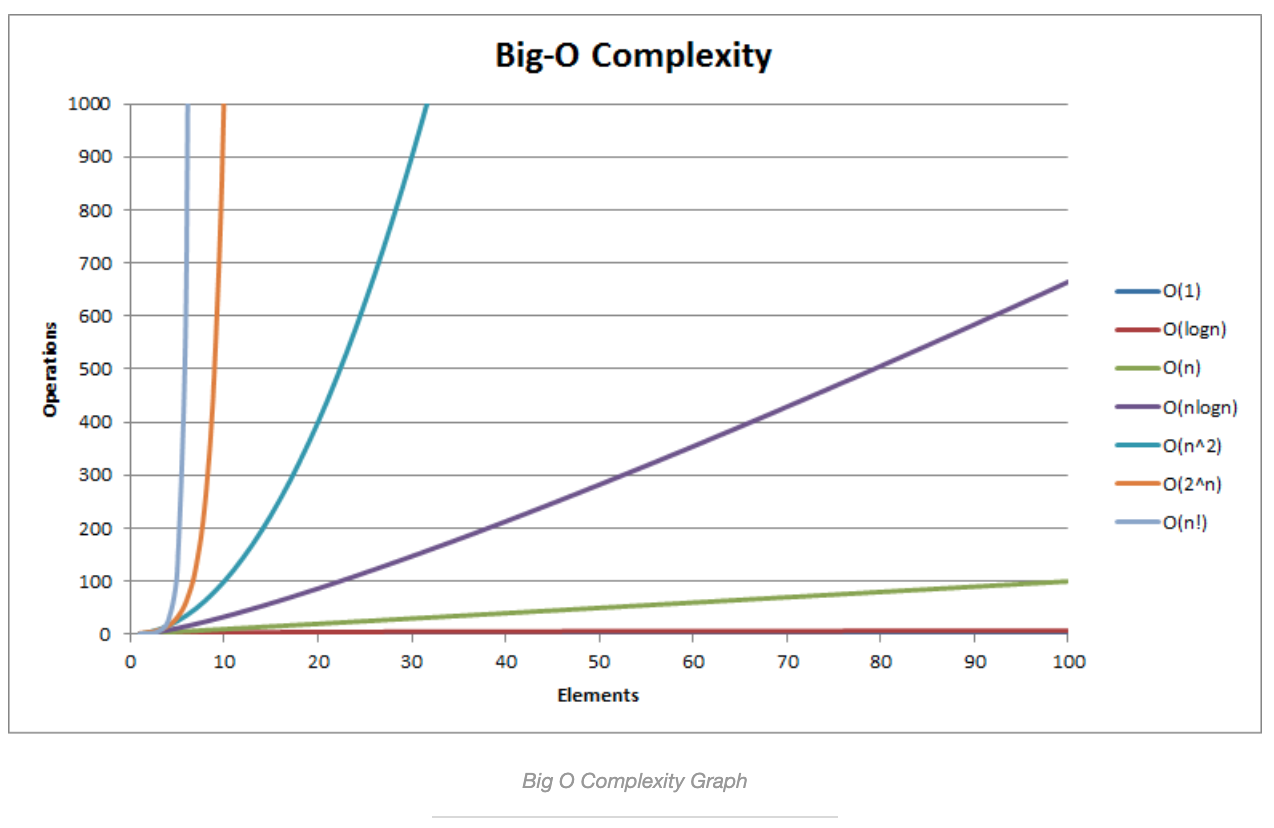 Big-O Complexity
1000
900
800
700
600
500
400
300
200
100
0
Operations
0 10 20 30 40 50 60 70 80 90 100
Elements
O(1)
O(logn)
O(n)
O(nlogn)
O(n^2)
O(2^n)
O(n!)
Big O Complexity Graph